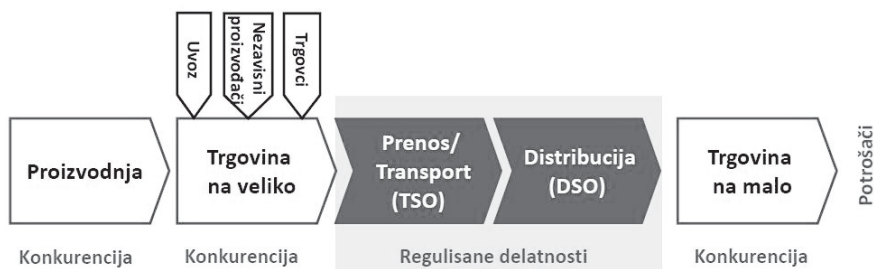 Uvoz
Nezavisni
proizvođači
Trgovci
Proizvodnja
Trgovina
na veliko
Prenos/
Transport
(TSO)
Distribucija
(DSO)
Trgovina
na malo
Potrošači
Konkurencija
Konkurencija
Regulisane delatnosti
Konkurencija